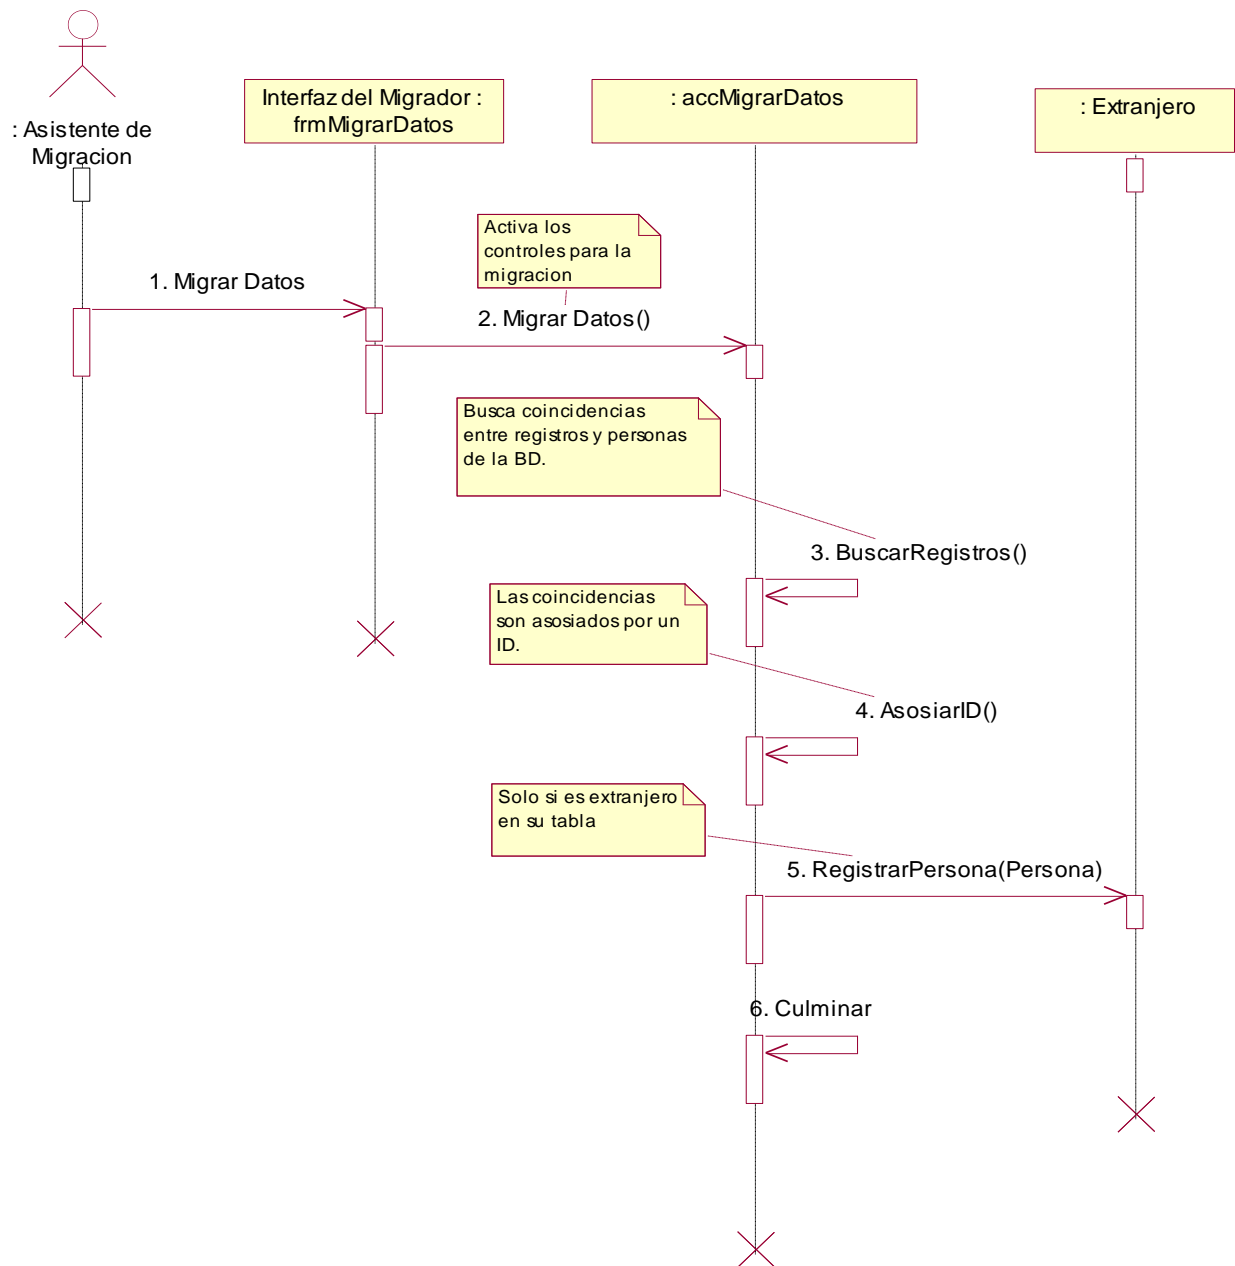 : Asistente de
Migracion
Interfaz del Migrador :
frmMigrarDatos
: accMigrarDatos
: Extranjero
Activa los
controles para la
migracion
1. Migrar Datos
2. Migrar Datos()
Busca coincidencias
entre registros y personas
de la BD.
3. BuscarRegistros()
Las coincidencias
son asosiados por un
ID.
4. AsosiarID()
Solo si es extranjero
en su tabla
5. RegistrarPersona(Persona)
6. Culminar